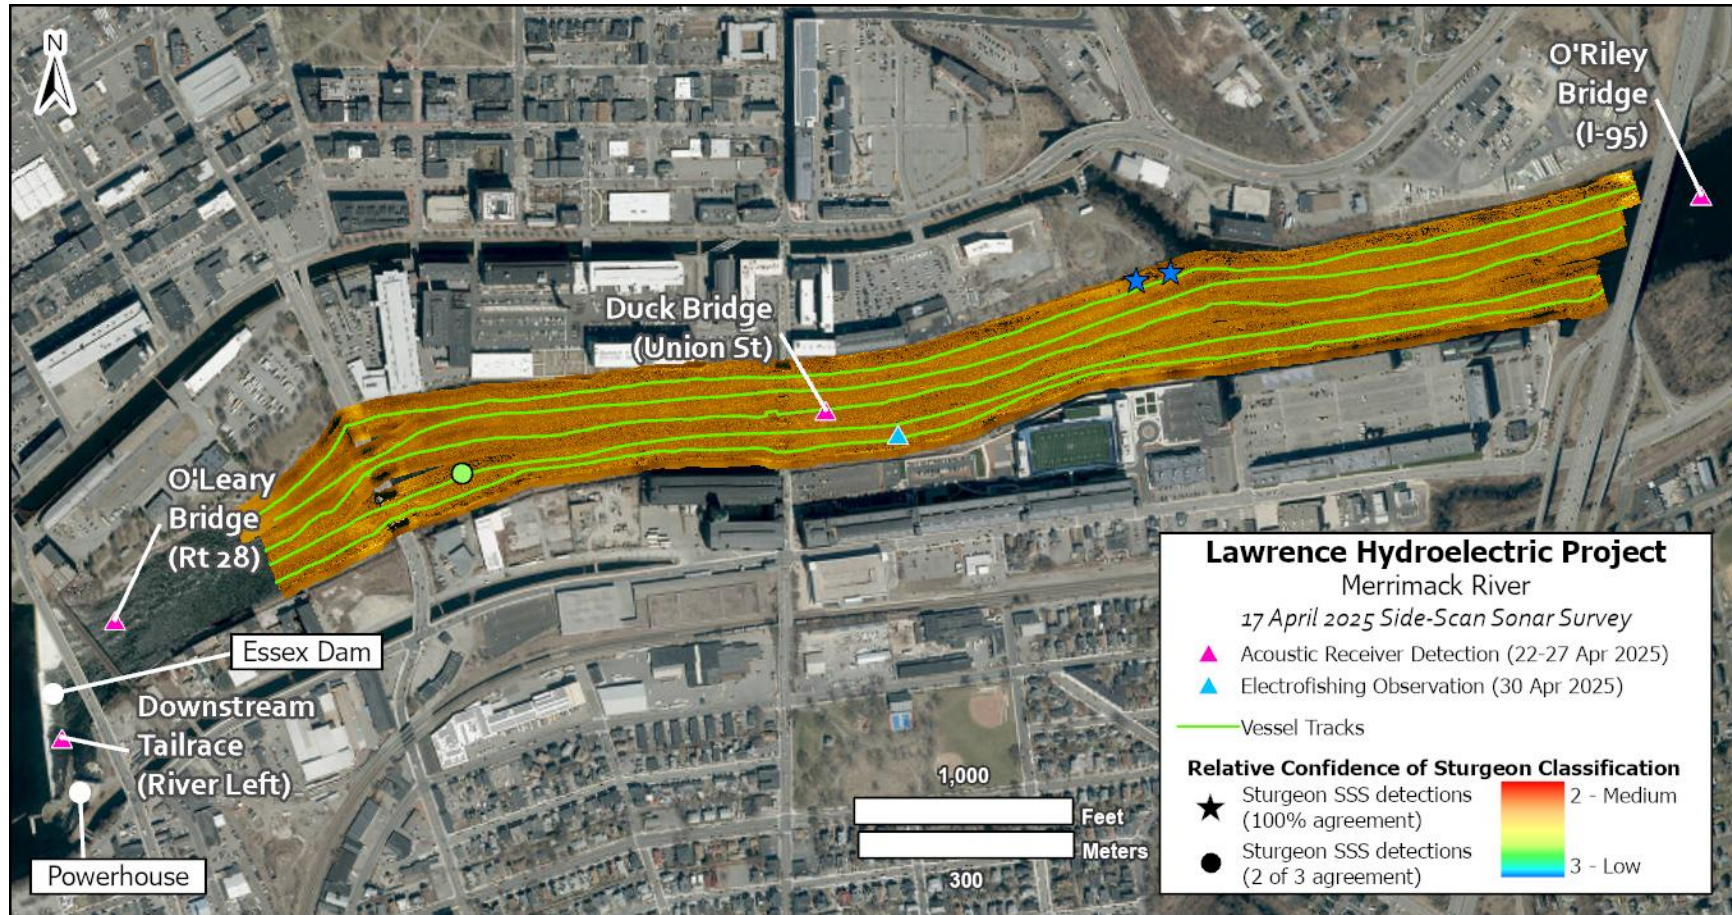 N
O'Riley
Bridge
(I-95)
Duck Bridge
(Union St)
O'Leary
Bridge
(Rt 28)
Essex Dam
Downstream
Tailrace
(River Left)
Powerhouse
1,000
Feet
Meters
300
Lawrence Hydroelectric Project
Merrimack River
17 April 2025 Side-Scan Sonar Survey
Acoustic Receiver Detection (22-27 Apr 2025)
Electrofishing Observation (30 Apr 2025)
Vessel Tracks
Relative Confidence of Sturgeon Classification
Sturgeon SSS detections
(100% agreement)
Sturgeon SSS detections
(2 of 3 agreement)
2 - Medium
3 - Low